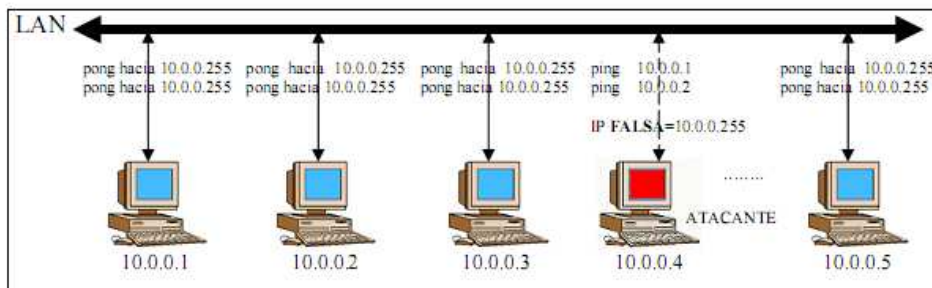 LAN
pong hacia 10.0.0.255
pong hacia 10.0.0.255
pong hacia 10.0.0.255
pong hacia 10.0.0.255
pong hacia 10.0.0.255
pong hacia 10.0.0.255
ping 10.0.0.1
ping 10.0.0.2
IP FALSA=10.0.0.255
pong hacia 10.0.0.255
pong hacia 10.0.0.255
........
ATACANTE
10.0.0.1
10.0.0.2
10.0.0.3
10.0.0.4
10.0.0.5